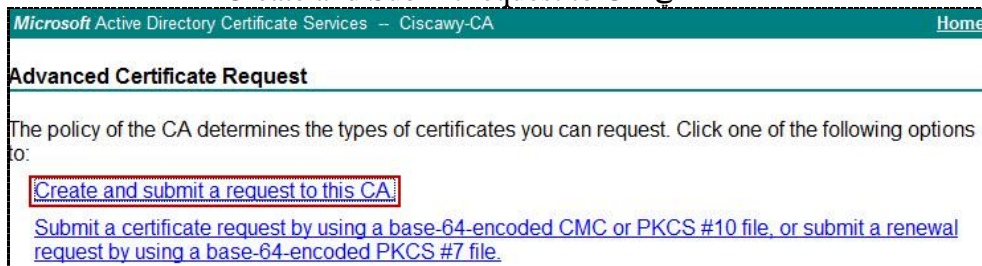 Microsoft Active Directory Certificate Services -- Ciscawy-CA Home
Advanced Certificate Request
The policy of the CA determines the types of certificates you can request. Click one of the following options
to:
Create and submit a request to this CA.
Submit a certificate request by using a base-64-encoded CMC or PKCS #10 file, or submit a renewal
request by using a base-64-encoded PKCS #7 file.